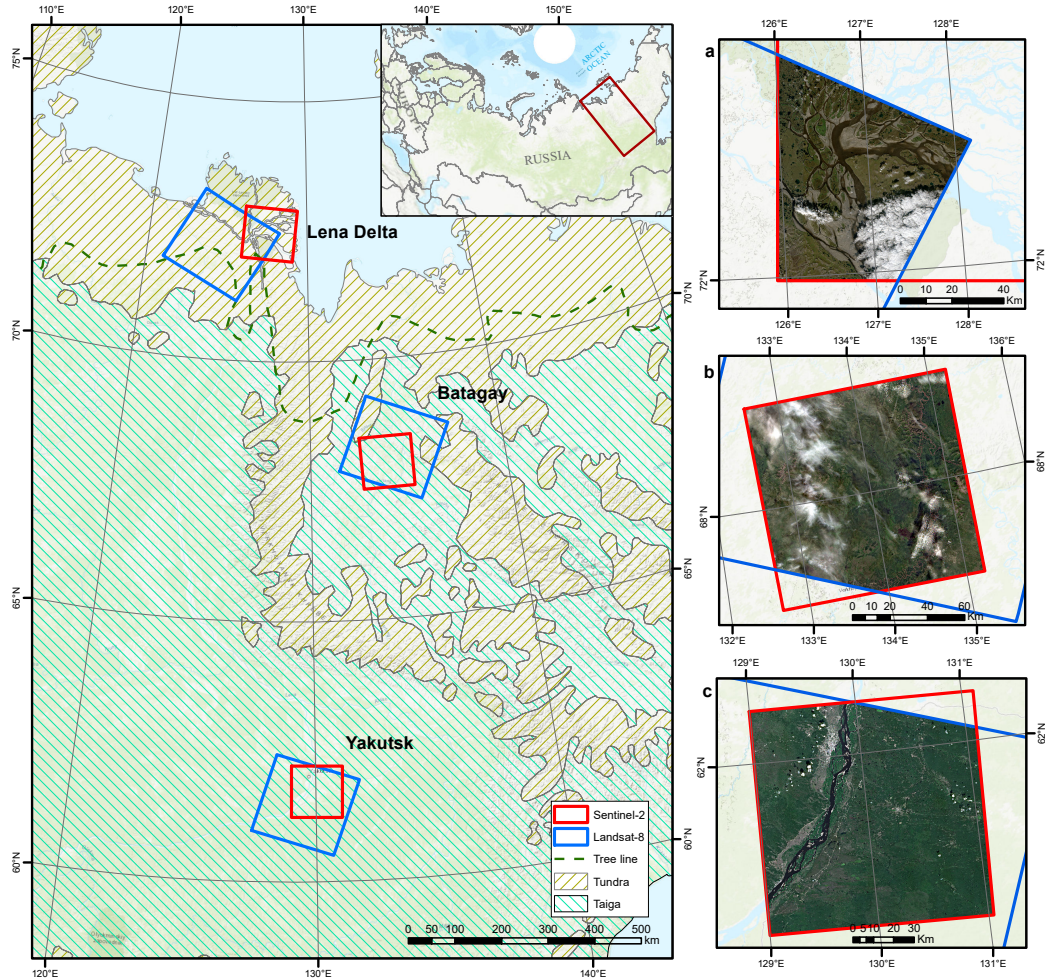 110°E
120°E
130°E
140°E
150°E
75°N
70°N
65°N
60°N
70°N
65°N
60°N
120°E
130°E
140°E
ARCTIC
OCEAN
RUSSIA
Lena Delta
Batagay
Yakutsk
Sentinel-2
Landsat-8
Tree line
Tundra
Taiga
0 50 100 200 300 400 500
km
a
126°E
127°E
128°E
72°N
72°N
0 10 20 40
Km
126°E
127°E
128°E
b
133°E
134°E
135°E
136°E
68°N
68°N
0 10 20 40 60
Km
132°E
133°E
134°E
135°E
c
129°E
130°E
131°E
62°N
62°N
0 5 10 20 30
Km
129°E
130°E
131°E